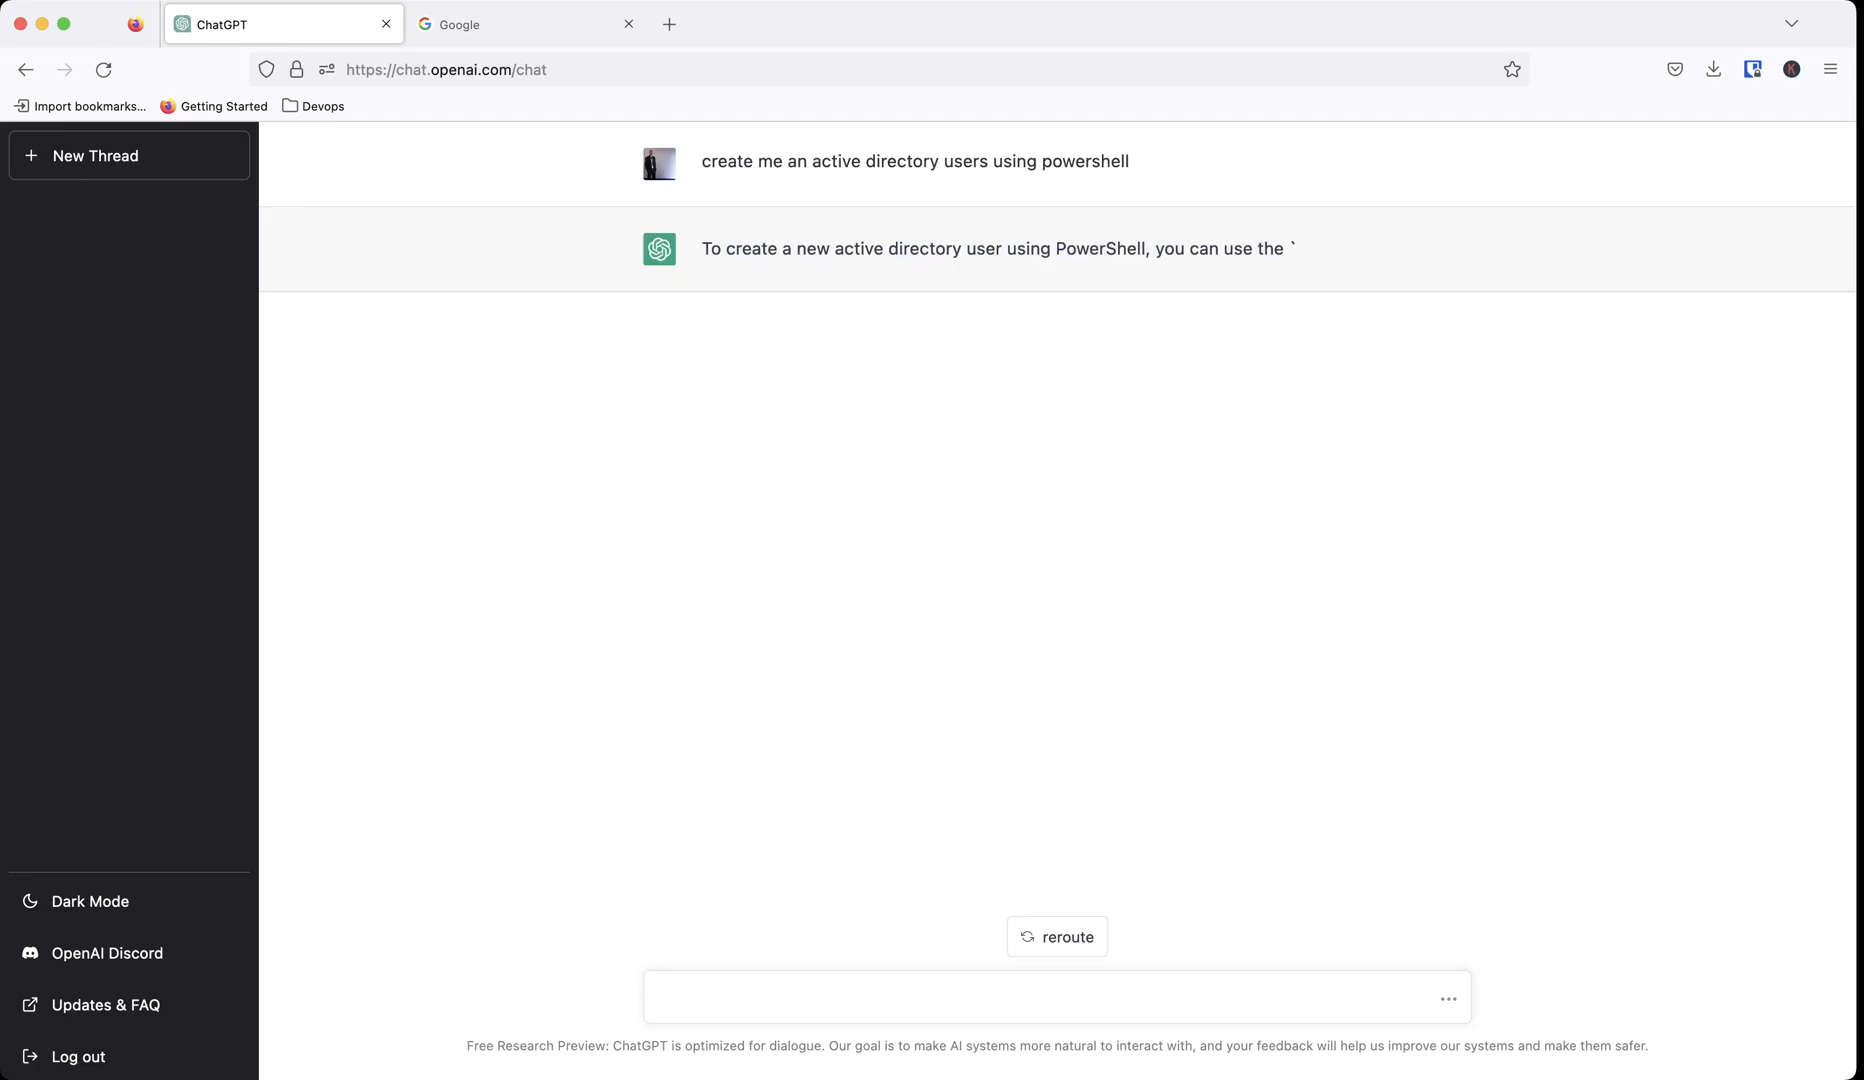 ChatGPT
Google
https://chat.openai.com/chat
Import bookmarks...
Getting Started
Devops
K
New Thread
create me an active directory users using powershell
To create a new active directory user using PowerShell, you can use the `
Dark Mode
OpenAI Discord
Updates & FAQ
Log out
reroute
Free Research Preview: ChatGPT is optimized for dialogue. Our goal is to make AI systems more natural to interact with, and your feedback will help us improve our systems and make them safer.